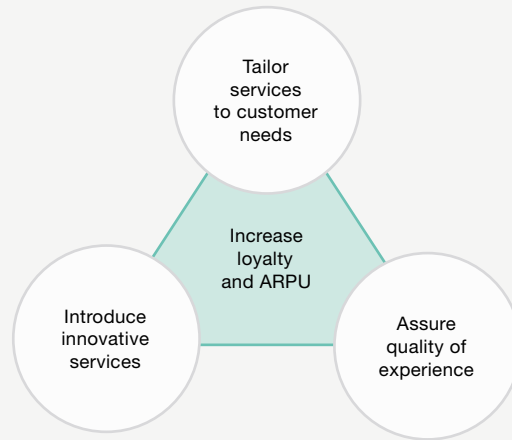 Tailor
services
to customer
needs
Increase
loyalty
and ARPU
Introduce
innovative
services
Assure
quality of
experience